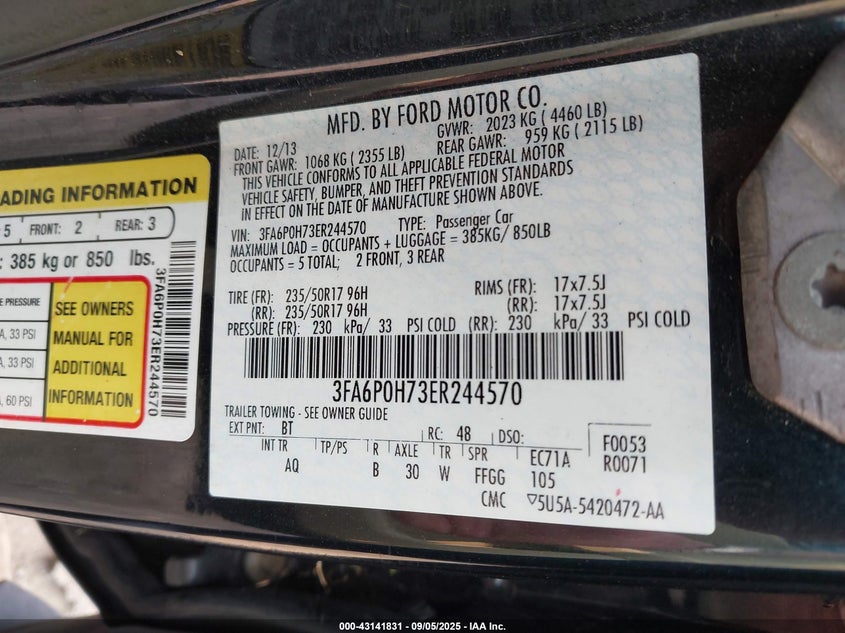 MFD. BY FORD MOTOR CO.
DATE: 12/13 GVWR: 2023 KG ( 4460 LB)
FRONT GAWR: 1068 KG ( 2355 LB) REAR GAWR: 959 KG ( 2115 LB)
THIS VEHICLE CONFORMS TO ALL APPLICABLE FEDERAL MOTOR
VEHICLE SAFETY, BUMPER, AND THEFT PREVENTION STANDARDS
IN EFFECT ON THE DATE OF MANUFACTURE SHOWN ABOVE.
VIN: 3FA6P0H73ER244570 TYPE: Passenger Car
MAXIMUM LOAD = OCCUPANTS + LUGGAGE = 385KG/ 850LB
OCCUPANTS = 5 TOTAL; 2 FRONT, 3 REAR
TIRE (FR): 235/50R17 96H RIMS (FR): 17x7.5J
(RR): 235/50R17 96H (RR): 17x7.5J
PRESSURE (FR): 230 kPa/ 33 PSI COLD (RR): 230 kPa/ 33 PSI COLD
3FA6P0H73ER244570
TRAILER TOWING - SEE OWNER GUIDE
EXT PNT: BT RC: 48 DSO: F0053
INT TR TP/PS R AXLE TR SPR EC71A R0071
AQ B 30 W FFGG 105
CMC ▽5U5A-5420472-AA
ADING INFORMATION
5 FRONT: 2 REAR: 3
: 385 kg or 850 lbs.
PRESSURE
A, 33 PSI
A, 33 PSI
A, 60 PSI
SEE OWNERS
MANUAL FOR
ADDITIONAL
INFORMATION
3FA6P0H73ER244570
000-43141831 - 09/05/2025 - IAA Inc.